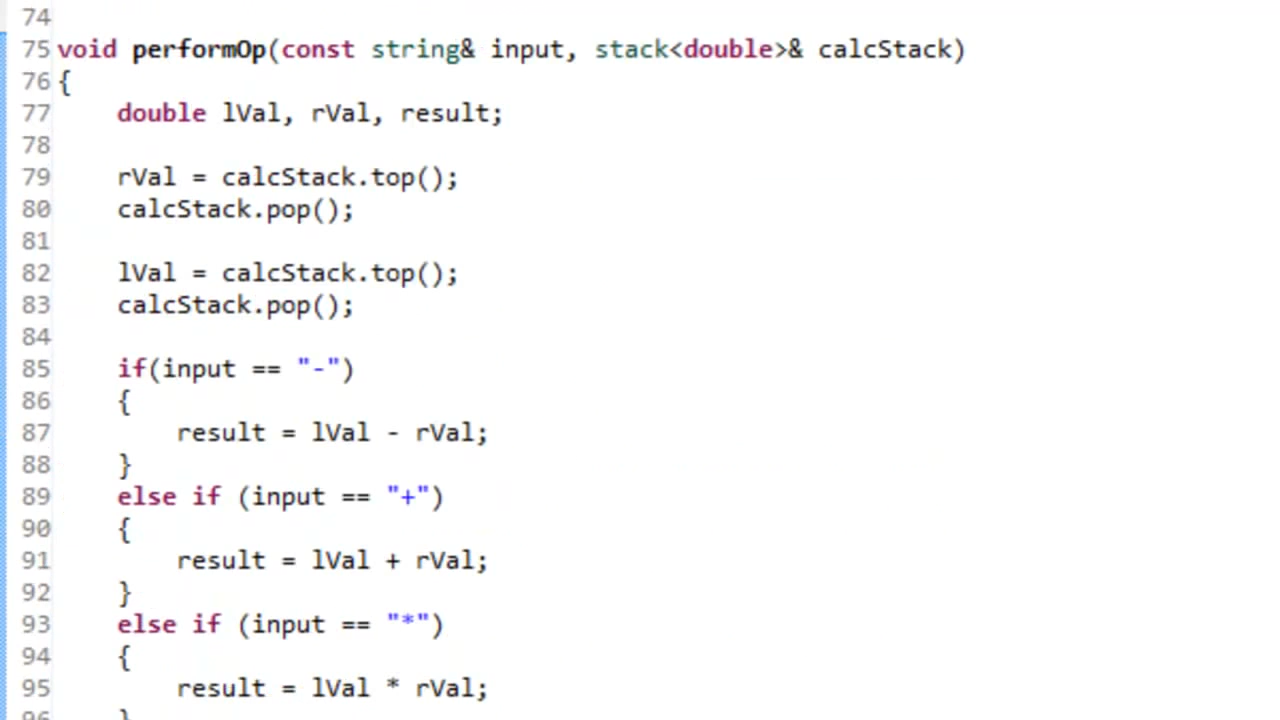 74
75 void performOp(const string& input, stack<double>& calcStack)
76 {
77     double lVal, rVal, result;
78
79     rVal = calcStack.top();
80     calcStack.pop();
81
82     lVal = calcStack.top();
83     calcStack.pop();
84
85     if(input == "-")
86     {
87         result = lVal - rVal;
88     }
89     else if (input == "+")
90     {
91         result = lVal + rVal;
92     }
93     else if (input == "*")
94     {
95         result = lVal * rVal;
96     }